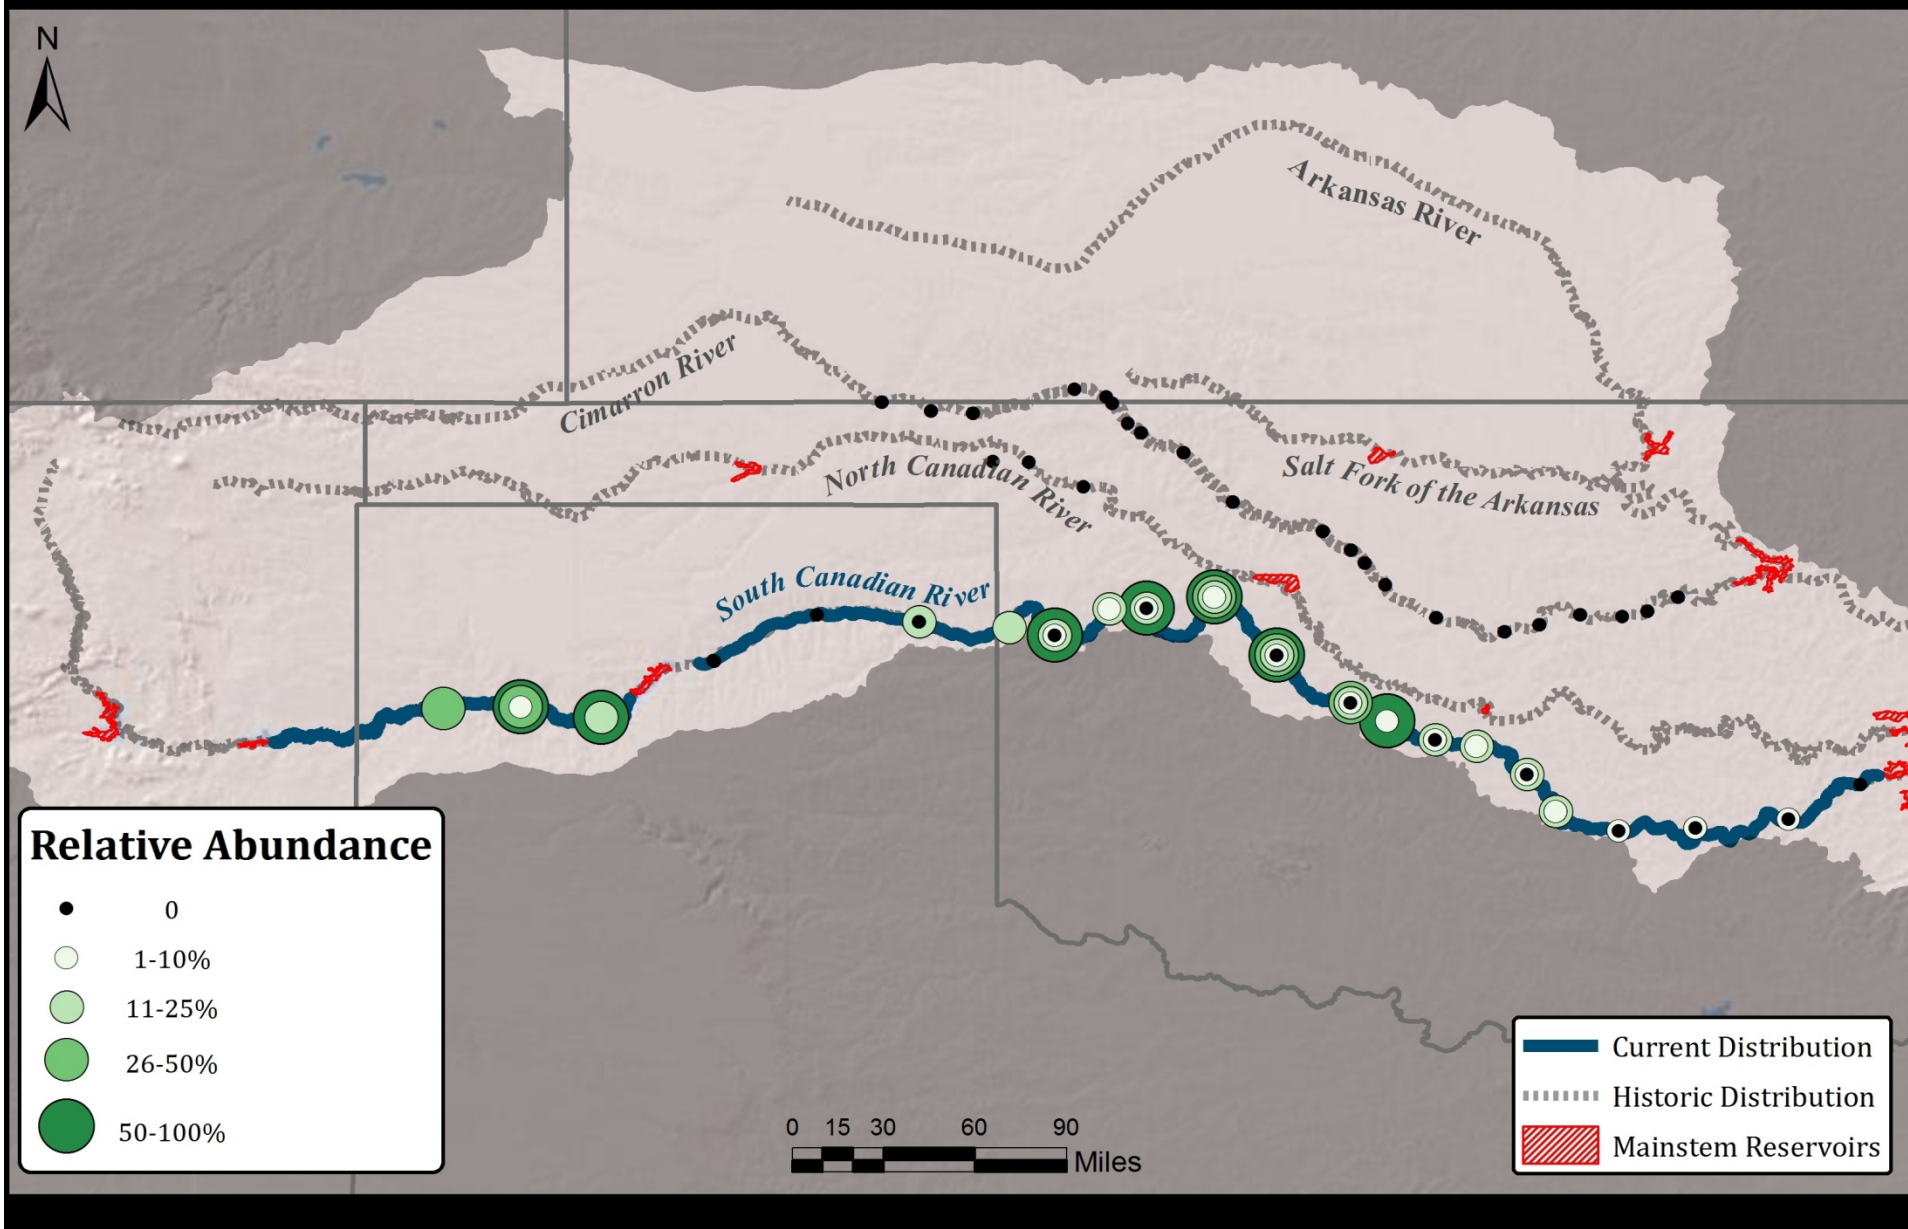 N
Arkansas River
Cimarron River
North Canadian River
Salt Fork of the Arkansas
South Canadian River
Relative Abundance
0
1-10%
11-25%
26-50%
50-100%
0 15 30 60 90
Miles
Current Distribution
Historic Distribution
Mainstem Reservoirs